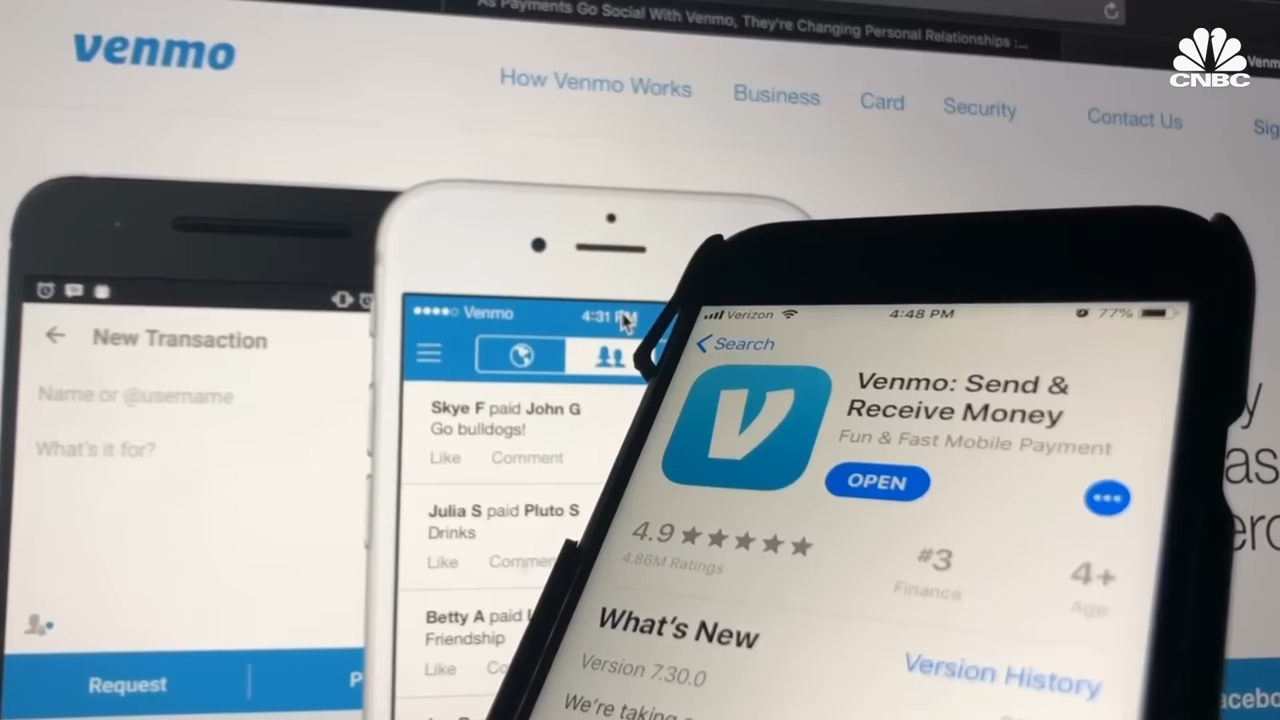 As Payments Go Social With Venmo, They're Changing Personal Relationships :...
CNBC
venmo
How Venmo Works
Business
Card
Security
Contact Us
New Transaction
Name or @username
What's it for?
Request
Venmo
4:31 PM
Skye F paid John G
Go bulldogs!
Like Comment
Julia S paid Pluto S
Drinks
Like
Betty A paid
Friendship
Like
Verizon 4:48 PM 77%
Search
Venmo: Send &
Receive Money
Fun & Fast Mobile Payment
OPEN
4.9
4.86M Ratings
#3
Finance
4+
Age
What's New
Version History
Version 7.30.0
We're taking